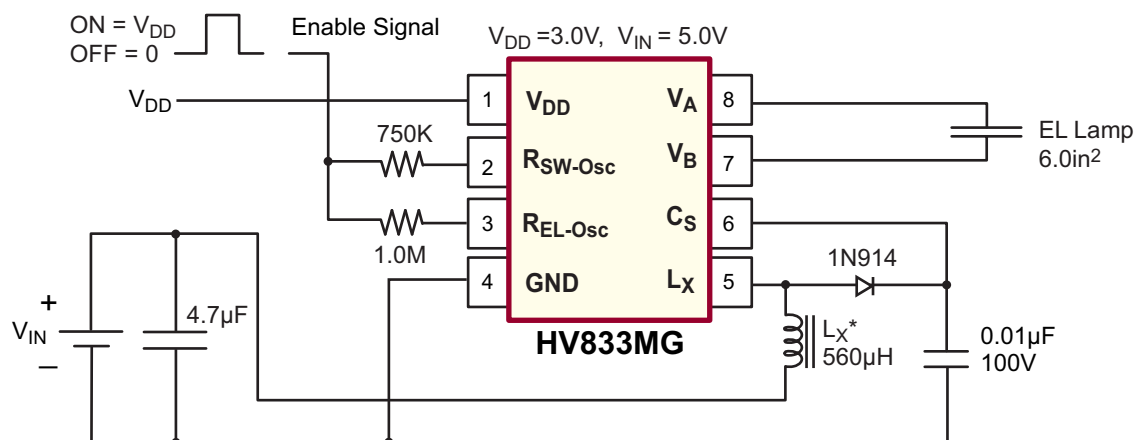 ON = VDD
OFF = 0
Enable Signal
VDD =3.0V, VIN = 5.0V
VDD
1
VDD
VA
8
EL Lamp
6.0in²
750K
2
RSW-Osc
VB
7
3
REL-Osc
CS
6
1.0M
1N914
4
GND
LX
5
+
VIN
–
4.7µF
HV833MG
LX*
560µH
0.01µF
100V